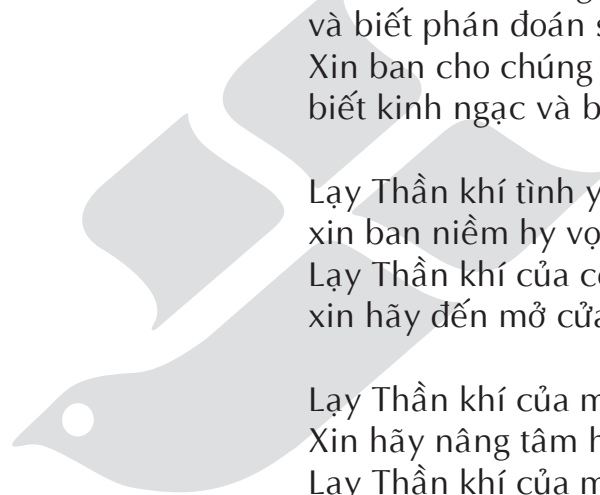 và biết phán đoán
Xin ban cho chúng
biết kinh ngạc và
Lạy Thần khí tình
xin ban niềm hy
Lạy Thần khí của
xin hãy đến mở cửa
Lạy Thần khí của
Xin hãy nâng tâm
Lạy Thần khí của